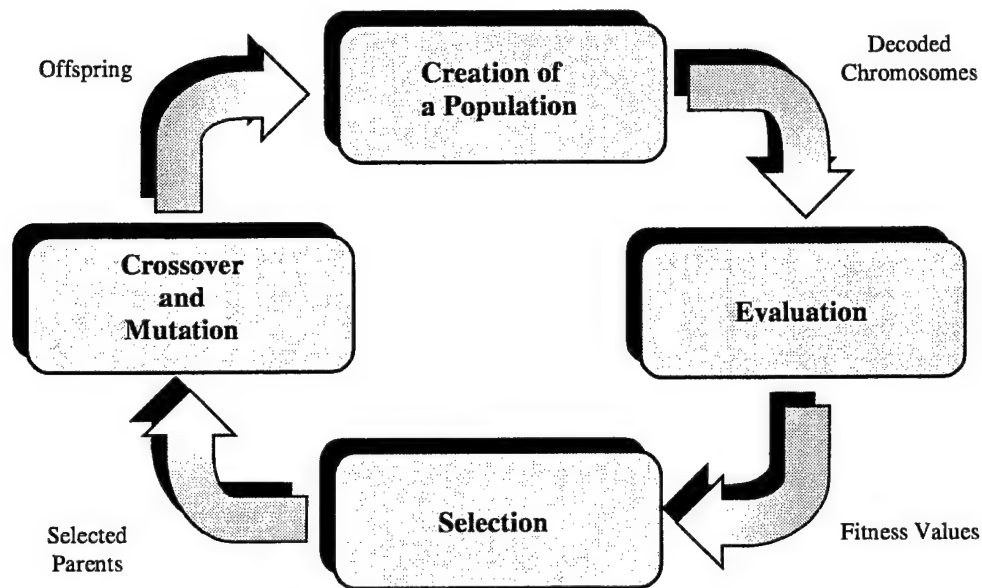 Offspring
Creation of
a Population
Decoded
Chromosomes
Crossover
and
Mutation
Evaluation
Selected
Parents
Selection
Fitness Values